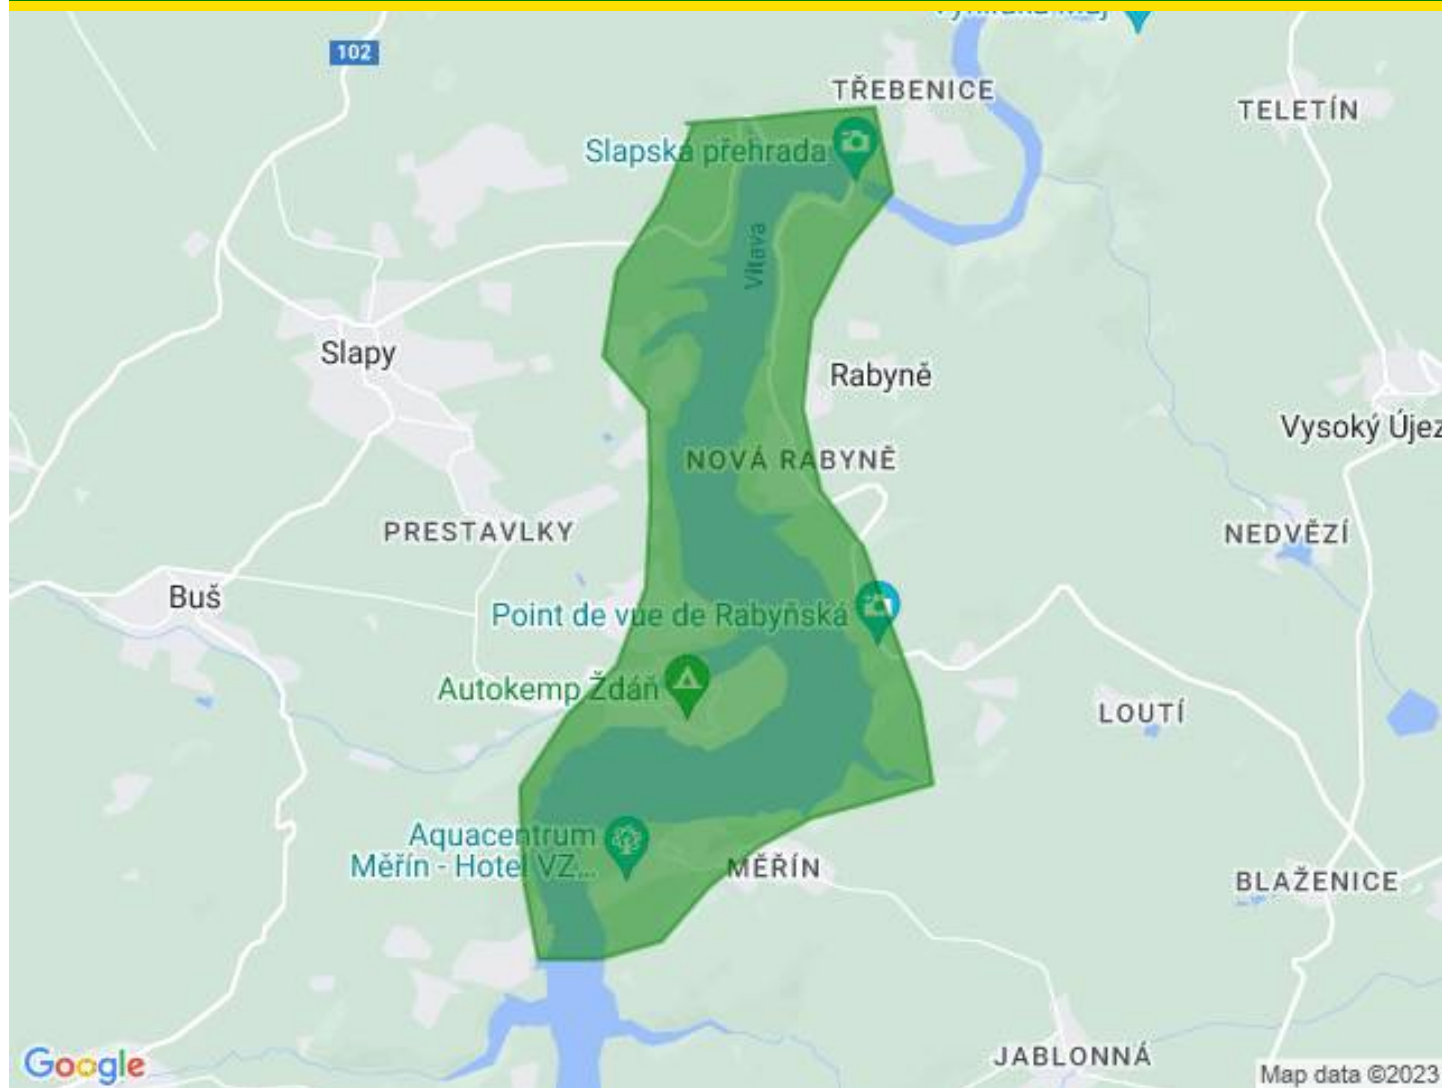 102
TŘEBENICE
TELETÍN
Slapská přehrada
Vltava
Slapy
Rabyně
Vysoký Újez
NOVÁ RABYNĚ
PRESTAVLKY
NEDVĚZÍ
Buš
Point de vue de Rabyňská
Autokemp Ždáň
LOUTÍ
Aquacentrum
Měřín - Hotel VZ...
MĚŘÍN
BLAŽENICE
JABLONNÁ
Google
Map data ©2023